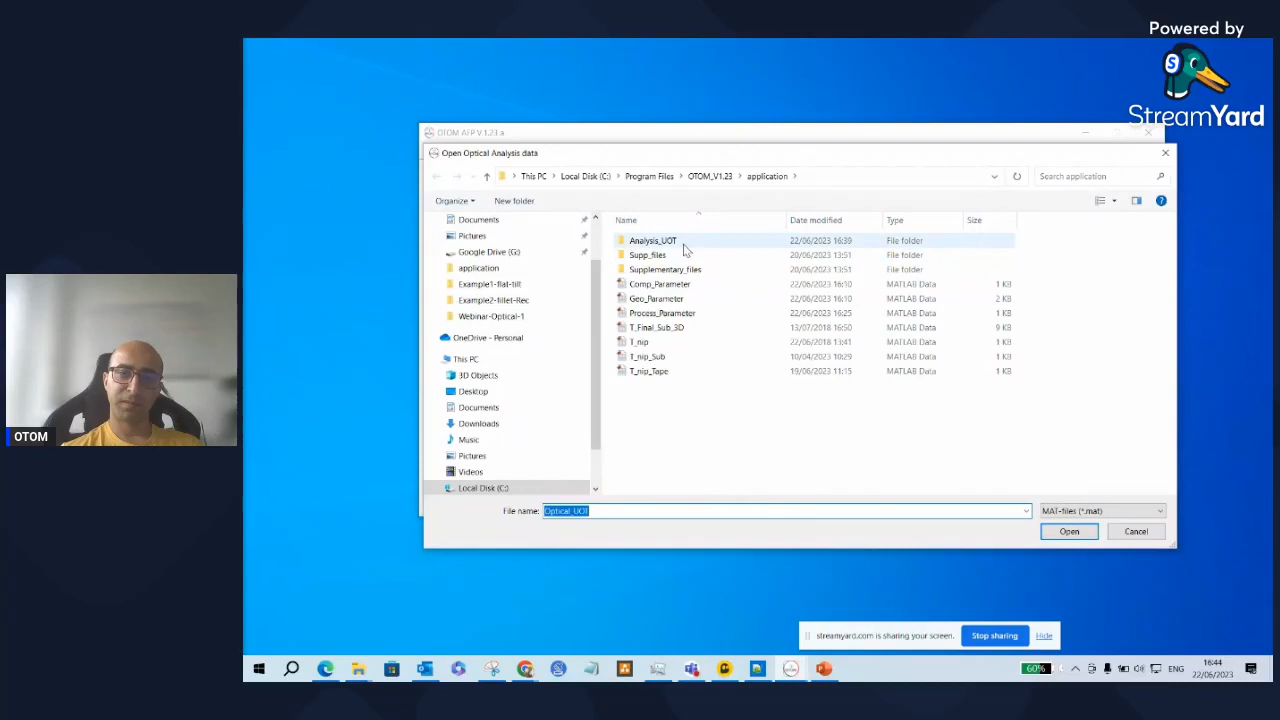 Powered by
StreamYard
OTOM AFP V.1.23 a
Open Optical Analysis data
This PC > Local Disk (C:) > Program Files > OTOM_V1.23 > application >
Search application
Organize
New folder
Documents
Pictures
Google Drive (G:)
application
Example1-flat-tilt
Example2-fillet-Rec
Webinar-Optical-1
OneDrive - Personal
This PC
3D Objects
Desktop
Documents
Downloads
Music
Pictures
Videos
Local Disk (C:)
Name Date modified Type Size
Analysis_UOT 22/06/2023 16:39 File folder
Supp_files 20/06/2023 13:51 File folder
Supplementary_files 20/06/2023 13:51 File folder
Comp_Parameter 22/06/2023 16:10 MATLAB Data 1 KB
Geo_Parameter 22/06/2023 16:10 MATLAB Data 2 KB
Process_Parameter 22/06/2023 16:25 MATLAB Data 1 KB
T_Final_Sub_3D 13/07/2018 16:50 MATLAB Data 9 KB
T_nip 22/06/2018 13:41 MATLAB Data 1 KB
T_nip_Sub 10/04/2023 10:29 MATLAB Data 1 KB
T_nip_Tape 19/06/2023 11:15 MATLAB Data 1 KB
File name: Optical_UOT
MAT-files (*.mat)
Open
Cancel
OTOM
streamyard.com is sharing your screen.
Stop sharing
Hide
60%
ENG
16:44
22/06/2023